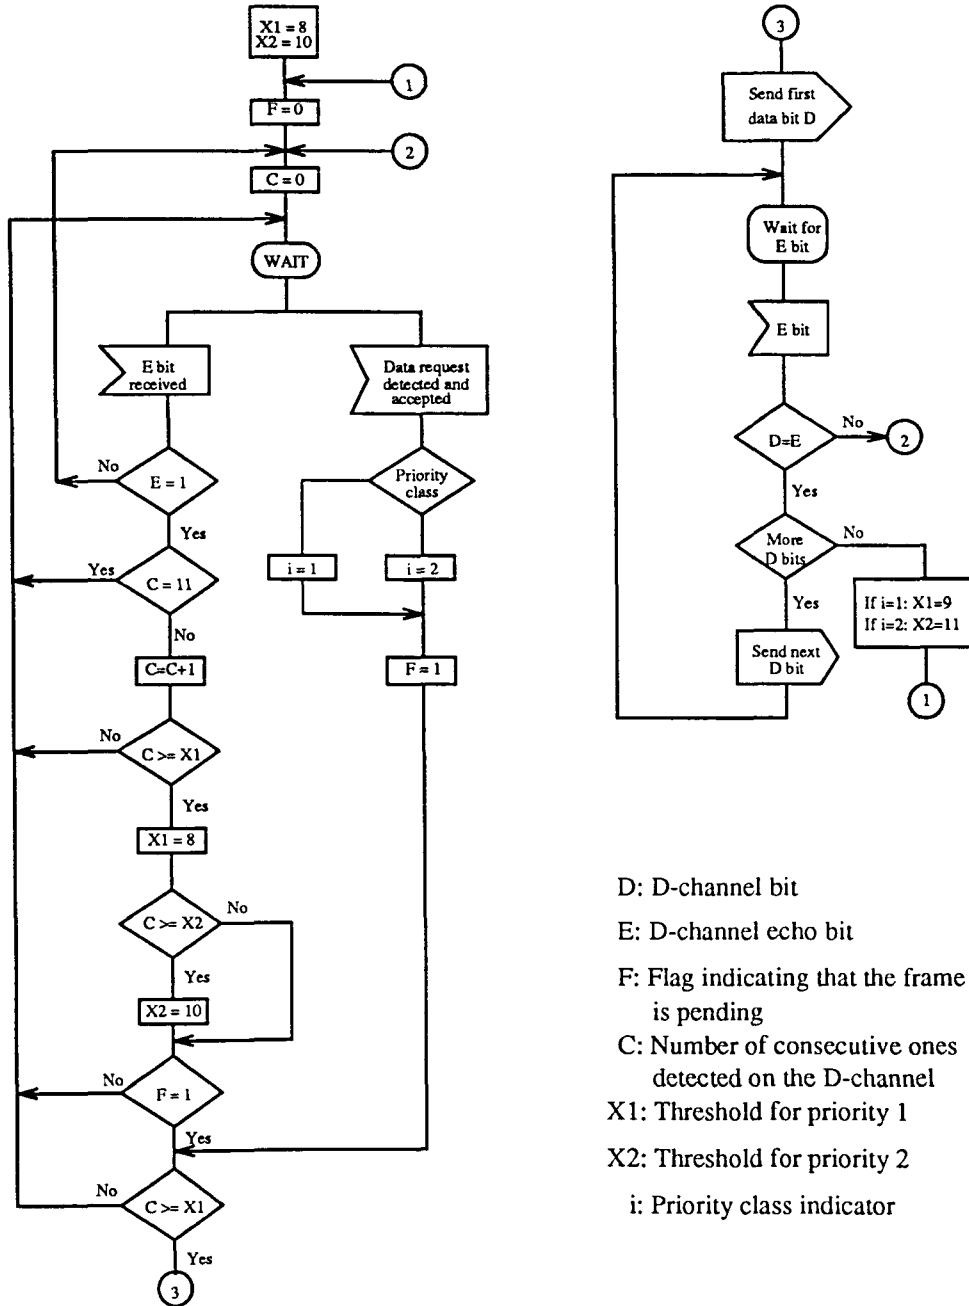 X1 = 8
X2 = 10
1
F = 0
2
C = 0
WAIT
E bit
received
Data request
detected and
accepted
No
E = 1
Yes
Priority
class
Yes
C = 11
No
i = 1
i = 2
C=C+1
F = 1
No
C >= X1
Yes
X1 = 8
C >= X2
No
Yes
X2 = 10
No
F = 1
Yes
No
C >= X1
Yes
3
3
Send first
data bit D
Wait for
E bit
E bit
D=E
No
2
Yes
More
D bits
No
Yes
If i=1: X1=9
If i=2: X2=11
Send next
D bit
1
D: D-channel bit
E: D-channel echo bit
F: Flag indicating that the frame
is pending
C: Number of consecutive ones
detected on the D-channel
X1: Threshold for priority 1
X2: Threshold for priority 2
i: Priority class indicator